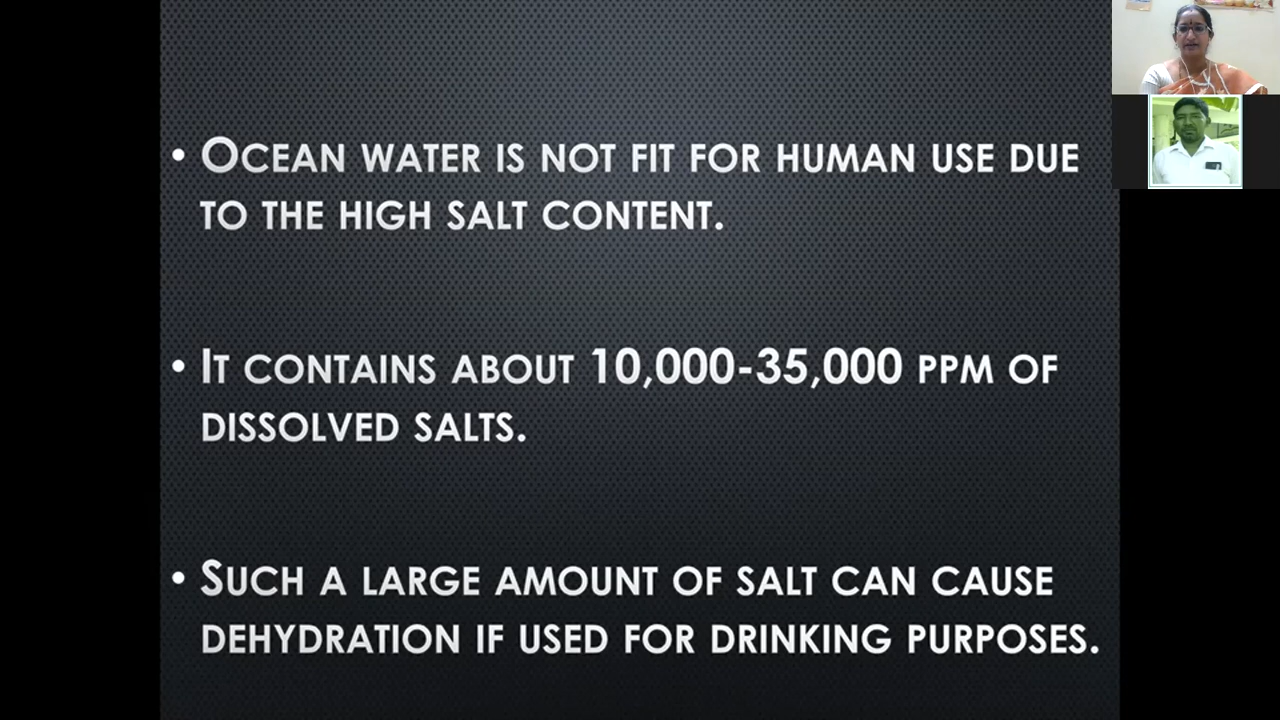 • OCEAN WATER IS NOT FIT FOR HUMAN USE DUE
TO THE HIGH SALT CONTENT.
• IT CONTAINS ABOUT 10,000-35,000 PPM OF
DISSOLVED SALTS.
• SUCH A LARGE AMOUNT OF SALT CAN CAUSE
DEHYDRATION IF USED FOR DRINKING PURPOSES.